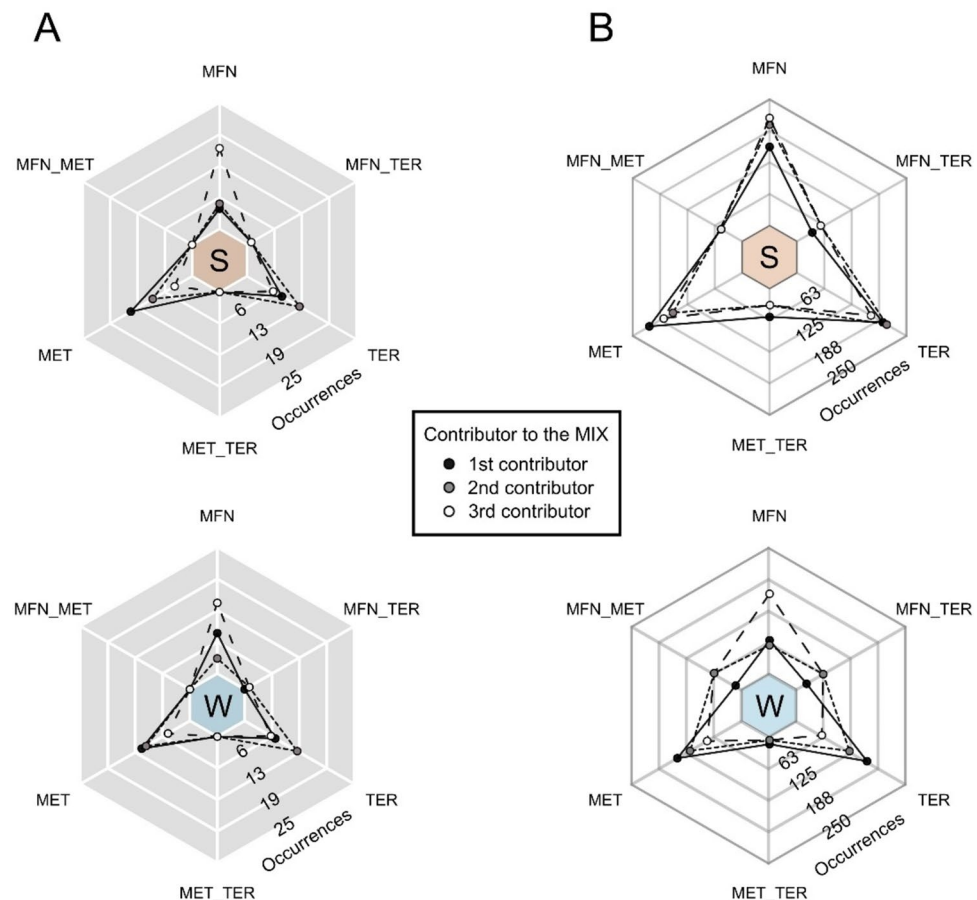 A
B
MFN
MFN
MFN_MET
MFN_TER
MFN_MET
MFN_TER
S
S
6
13
19
25
Occurrences
63
125
188
250
Occurrences
MET
TER
MET
TER
MET_TER
MET_TER
Contributor to the MIX
1st contributor
2nd contributor
3rd contributor
MFN
MFN
MFN_MET
MFN_TER
MFN_MET
MFN_TER
W
W
6
13
19
25
Occurrences
63
125
188
250
Occurrences
MET
TER
MET
TER
MET_TER
MET_TER